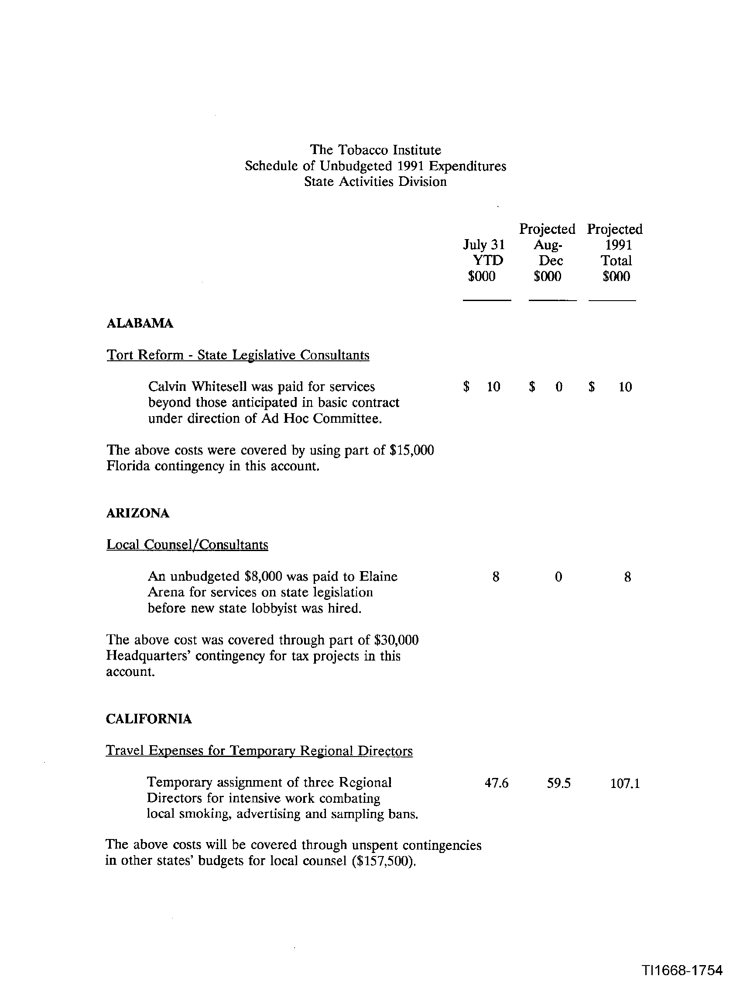 The Tobacco Institute
Schedule of Unbudgeted 1991 Expenditures
State Activities Division
Projected Projected
July 31 Aug- 1991
YTD Dec Total
$000 $000 $000
ALABAMA
Tort Reform - State Legislative Consultants
Calvin Whitesell was paid for services $ 10 $ 0 $ 10
beyond those anticipated in basic contract
under direction of Ad Hoc Committee.
The above costs were covered by using part of $15,000
Florida contingency in this account.
ARIZONA
Local Counsel/Consultants
An unbudgeted $8,000 was paid to Elaine 8 0 8
Arena for services on state legislation
before new state lobbyist was hired.
The above cost was covered through part of $30,000
Headquarters' contingency for tax projects in this
account.
CALIFORNIA
Travel Expenses for Temporary Regional Directors
Temporary assignment of three Regional 47.6 59.5 107.1
Directors for intensive work combating
local smoking, advertising and sampling bans.
The above costs will be covered through unspent contingencies
in other states' budgets for local counsel ($157,500).
TI1668-1754